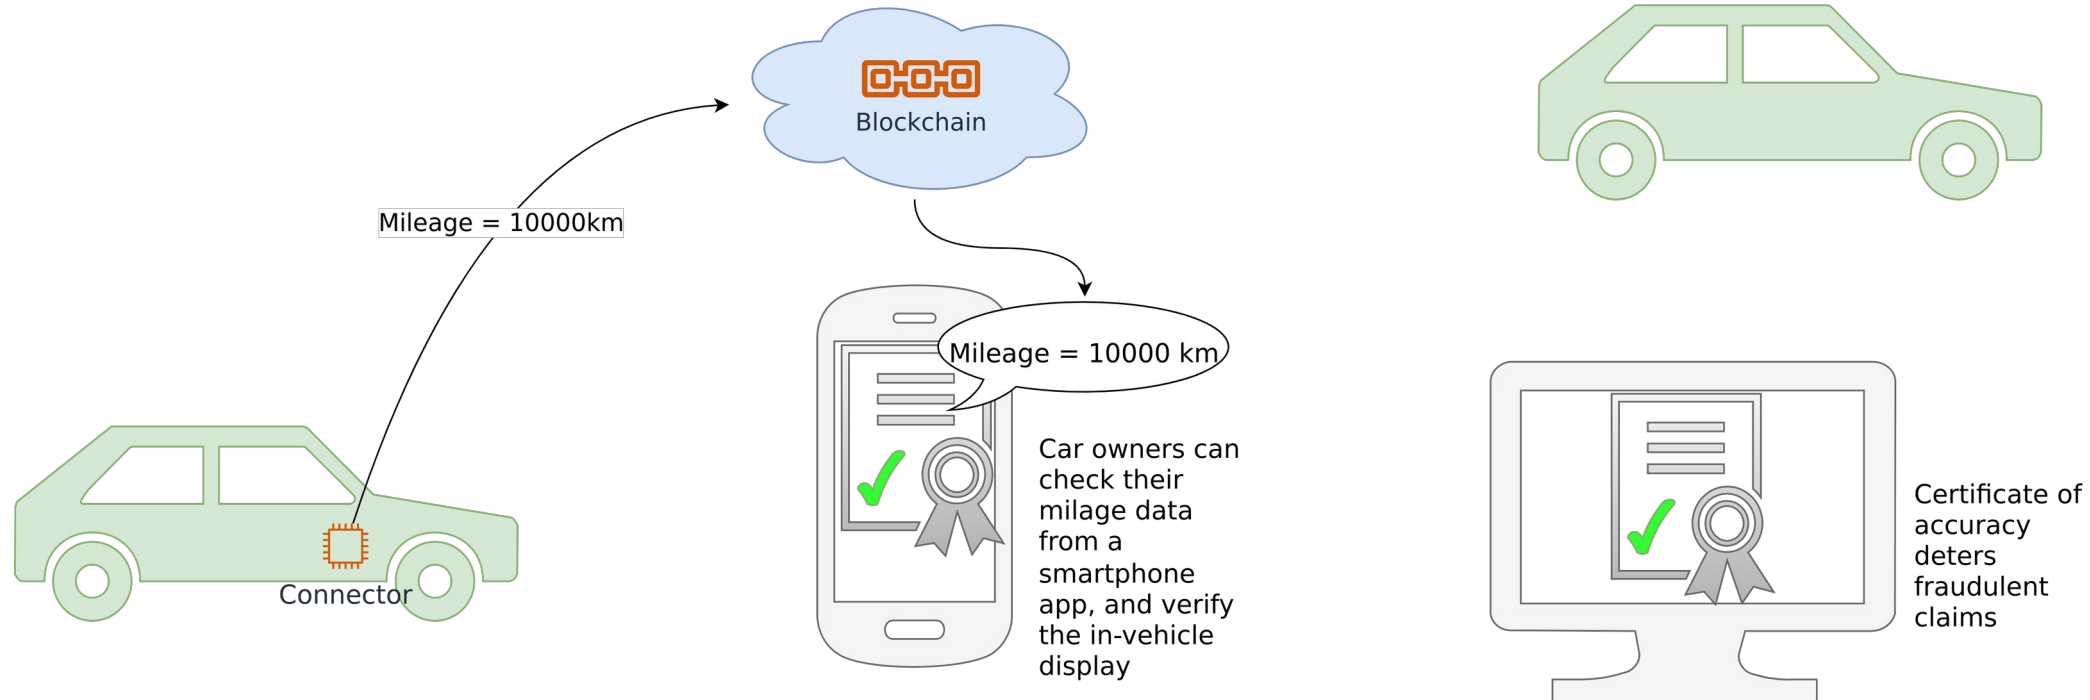 Blockchain
Mileage = 10000km
Mileage = 10000 km
Connector
Car owners can
check their
milage data
from a
smartphone
app, and verify
the in-vehicle
display
Certificate of
accuracy
deters
fraudulent
claims